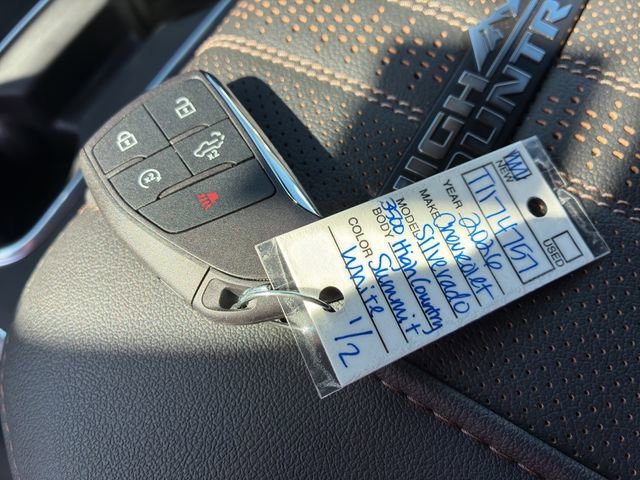 HIGH
COUNTRY
NEW
USED
T174767
YEAR 2026
MAKE Chevrolet
MODEL Silverado
BODY 3500 High Country
COLOR Summit
White 1/2